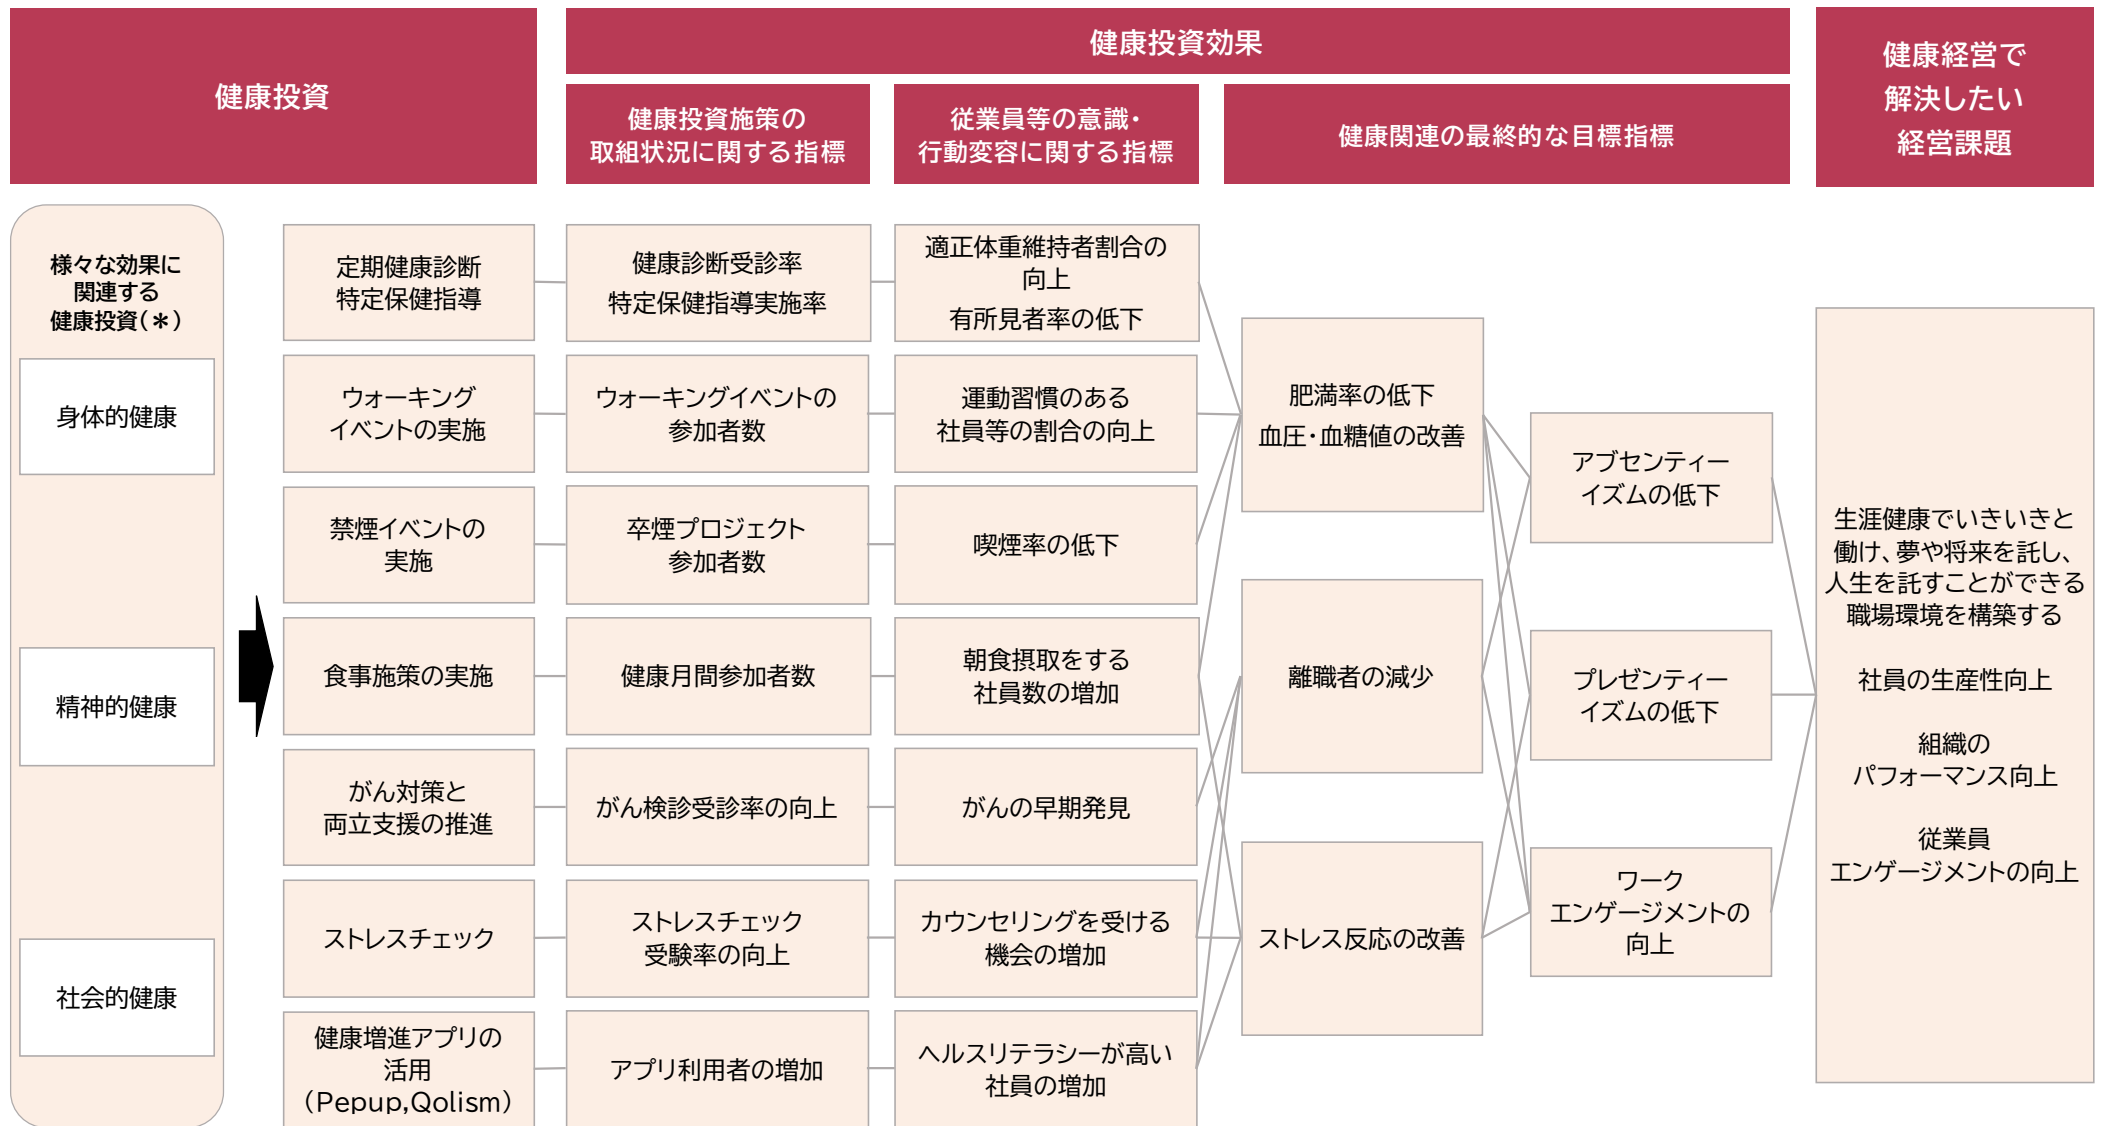 健康投資
健康投資効果
健康経営で
解決したい
経営課題
健康投資施策の
取組状況に関する指標
従業員等の意識・
行動変容に関する指標
健康関連の最終的な目標指標
様々な効果に
関連する
健康投資（＊）
身体的健康
精神的健康
社会的健康
定期健康診断
特定保健指導
健康診断受診率
特定保健指導実施率
適正体重維持者割合の
向上
有所見者率の低下
ウォーキング
イベントの実施
ウォーキングイベントの
参加者数
運動習慣のある
社員等の割合の向上
禁煙イベントの
実施
卒煙プロジェクト
参加者数
喫煙率の低下
食事施策の実施
健康月間参加者数
朝食摂取をする
社員数の増加
がん対策と
両立支援の推進
がん検診受診率の向上
がんの早期発見
ストレスチェック
ストレスチェック
受験率の向上
カウンセリングを受ける
機会の増加
健康増進アプリの
活用
（Pepup,Qolism）
アプリ利用者の増加
ヘルスリテラシーが高い
社員の増加
肥満率の低下
血圧・血糖値の改善
離職者の減少
ストレス反応の改善
アブセンティー
イズムの低下
プレゼンティー
イズムの低下
ワーク
エンゲージメントの
向上
生涯健康でいきいきと
働け、夢や将来を託し、
人生を託すことができる
職場環境を構築する
社員の生産性向上
組織の
パフォーマンス向上
従業員
エンゲージメントの向上